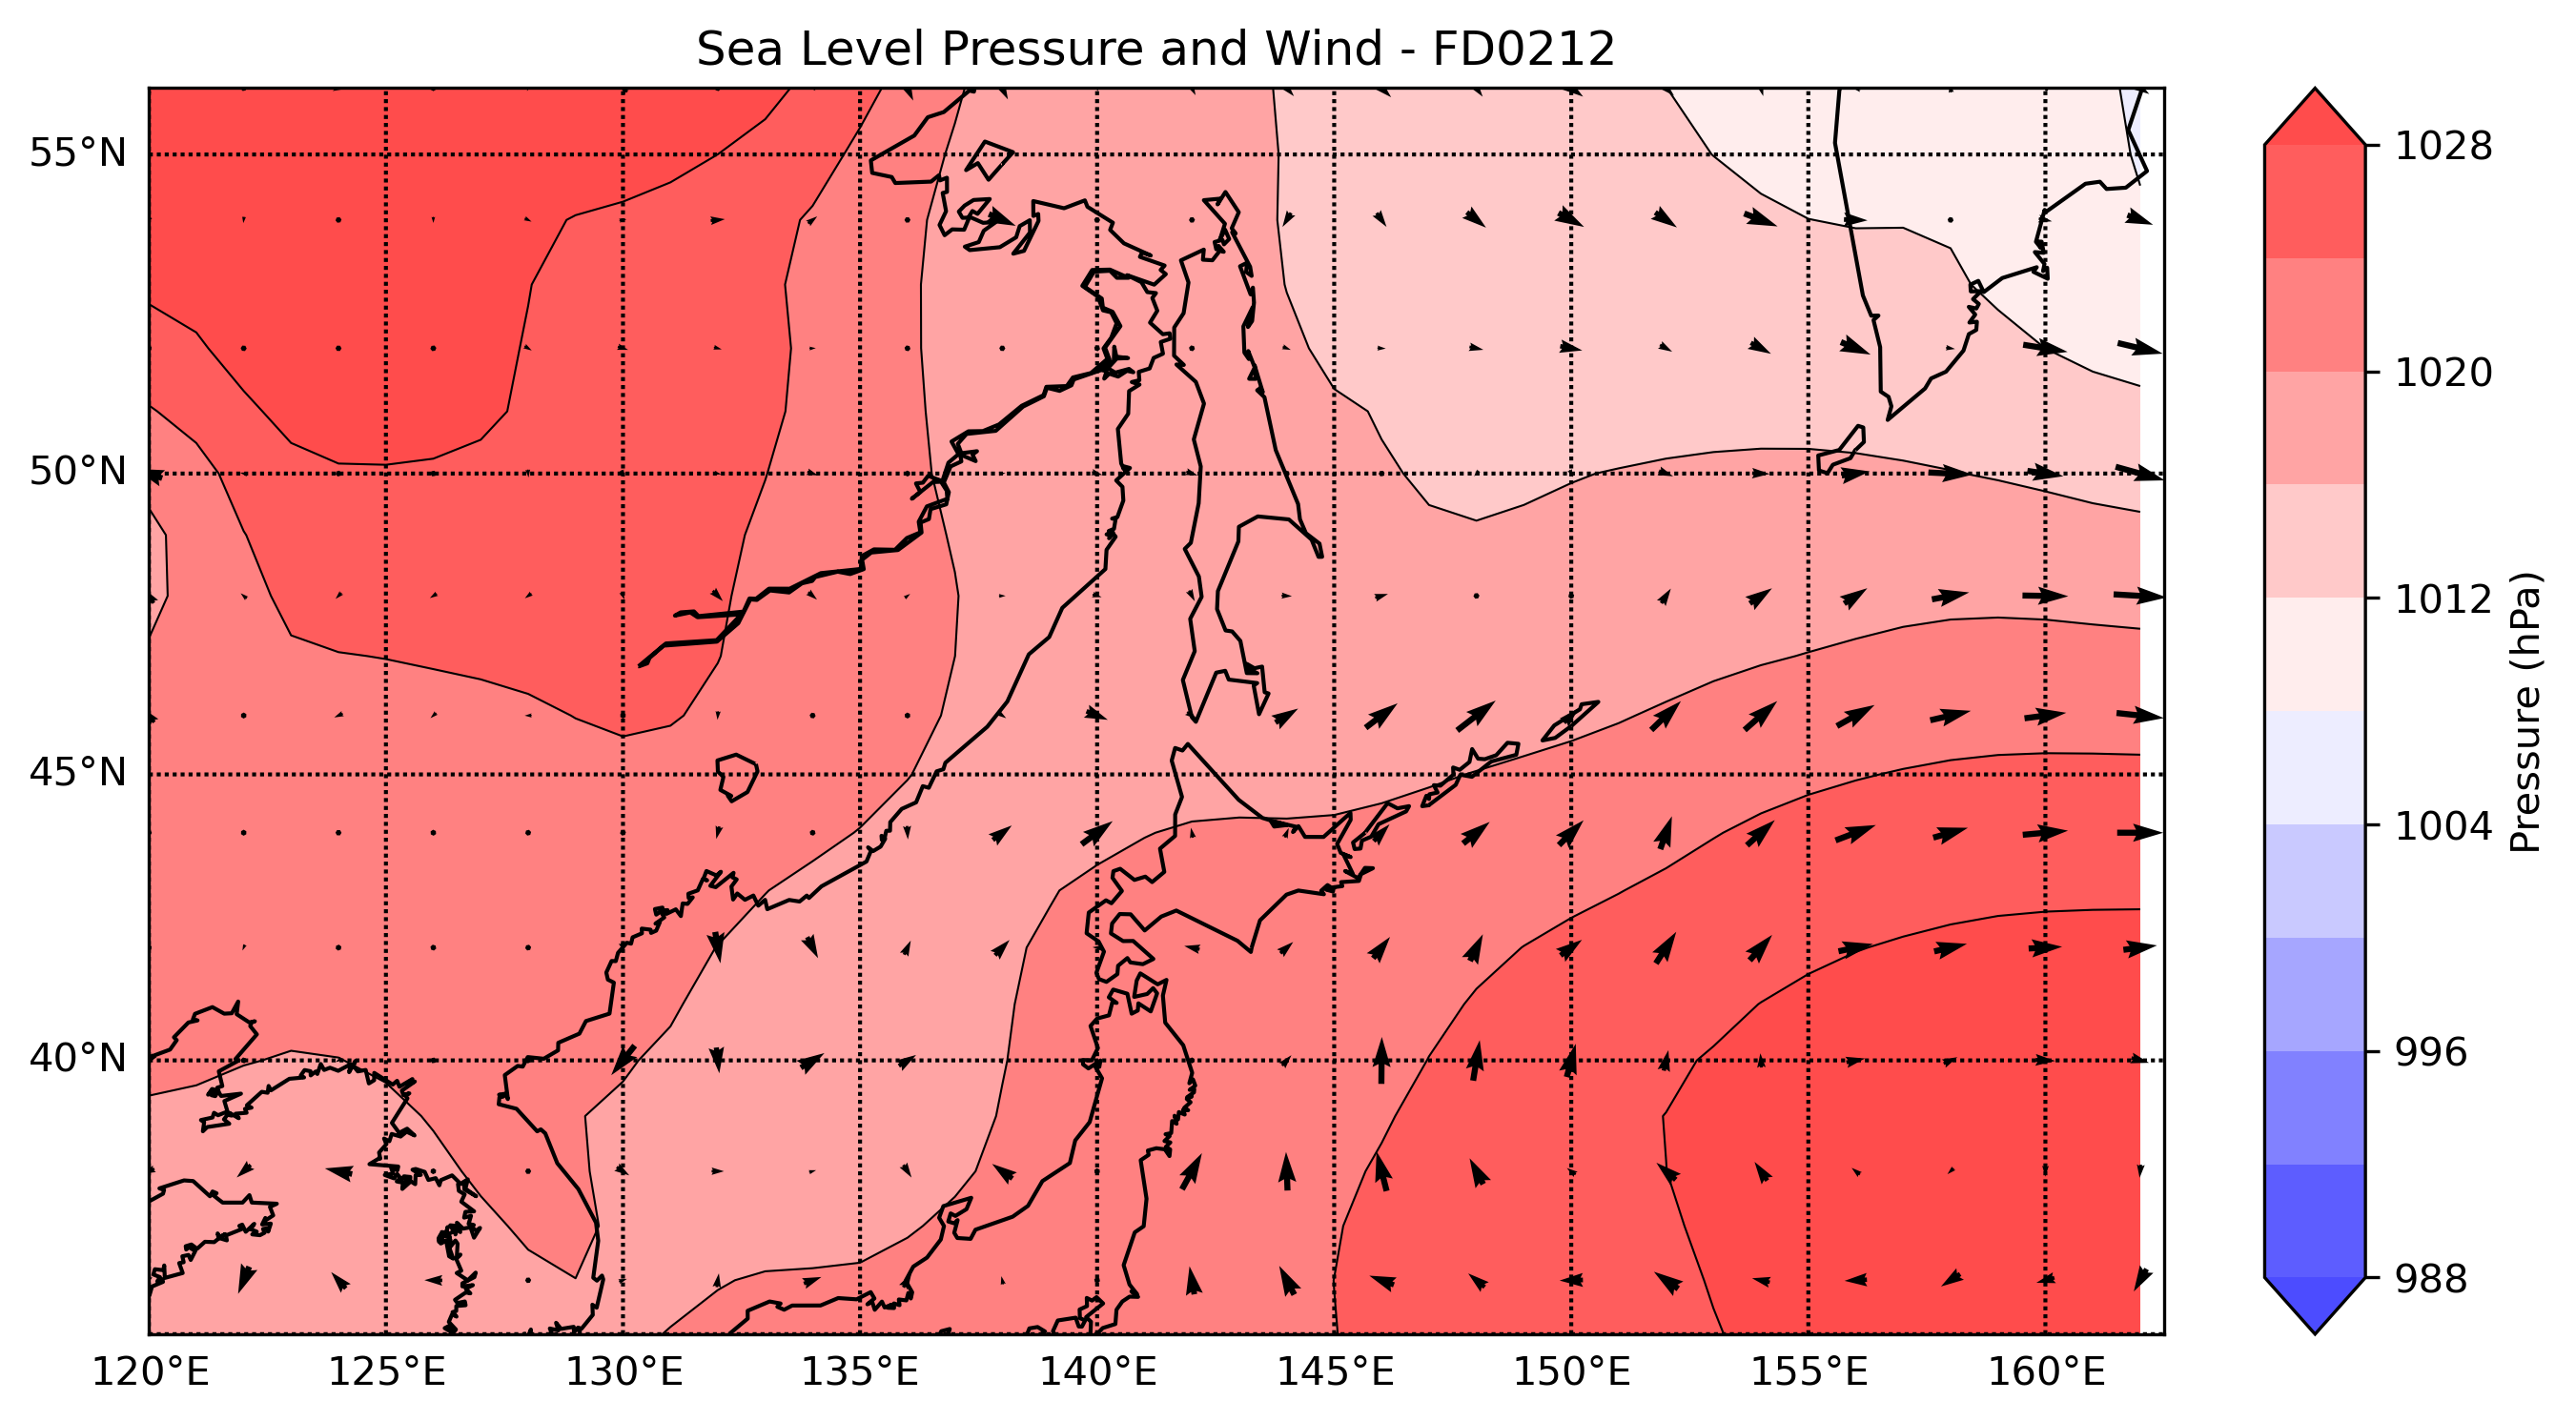 Sea Level Pressure and Wind - FD0212
55°N
50°N
45°N
40°N
120°E 125°E 130°E 135°E 140°E 145°E 150°E 155°E 160°E
1028
1020
1012
1004
996
988
Pressure (hPa)